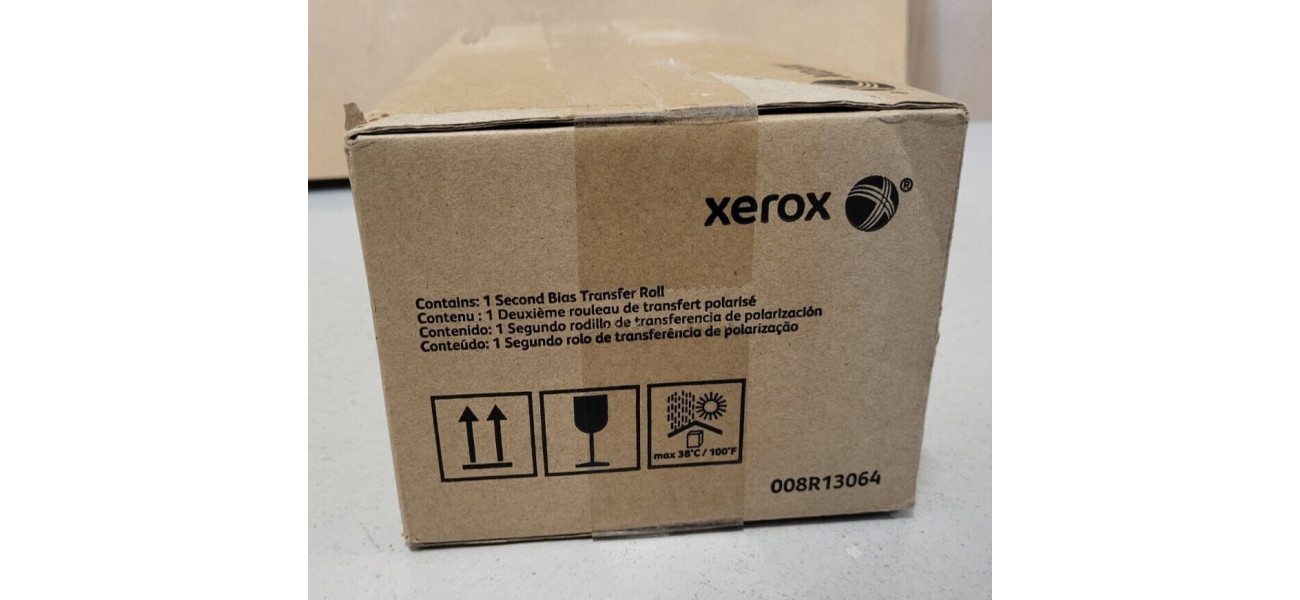 xerox ®
Contains: 1 Second Bias Transfer Roll
Contenu : 1 Deuxième rouleau de transfert polarisé
Contenido: 1 Segundo rodillo de transferencia de polarización
Conteúdo: 1 Segundo rolo de transferência de polarização
max 38°C / 100°F
008R13064